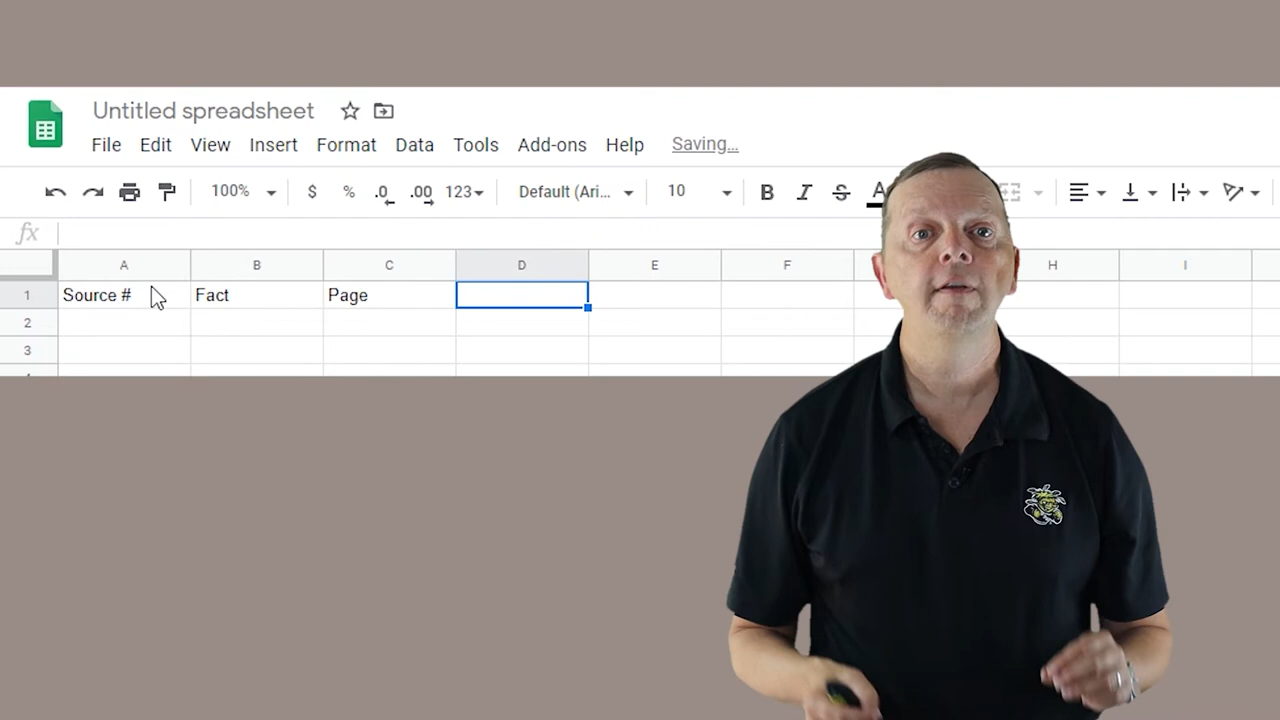 Untitled spreadsheet
File Edit View Insert Format Data Tools Add-ons Help Saving...
100% $ % .0 .00 123 Default (Ari... 10 B I S A
fx
A B C D E F H I
1 Source # Fact Page
2
3